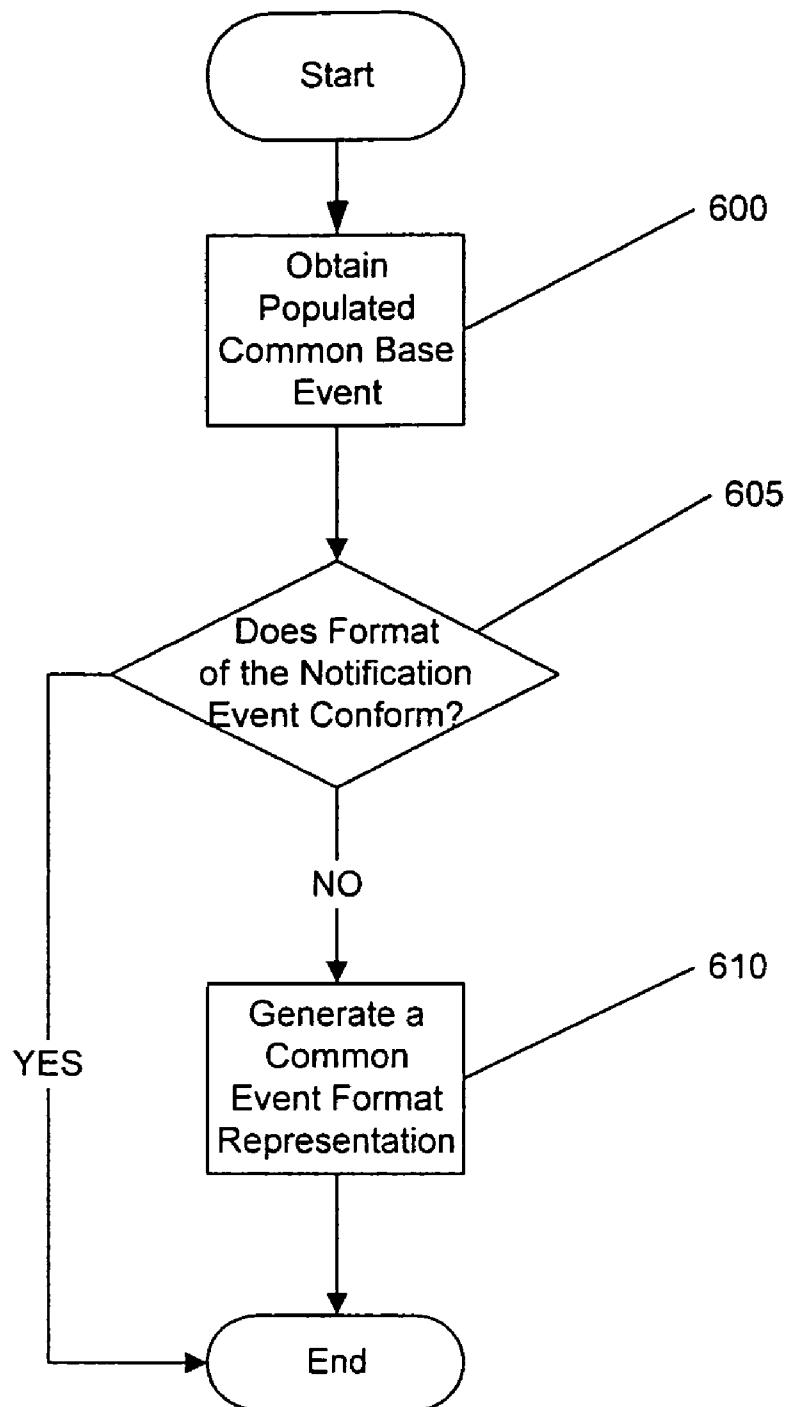 Start
600
Obtain
Populated
Common Base
Event
605
Does Format
of the Notification
Event Conform?
NO
610
Generate a
Common
Event Format
Representation
YES
End